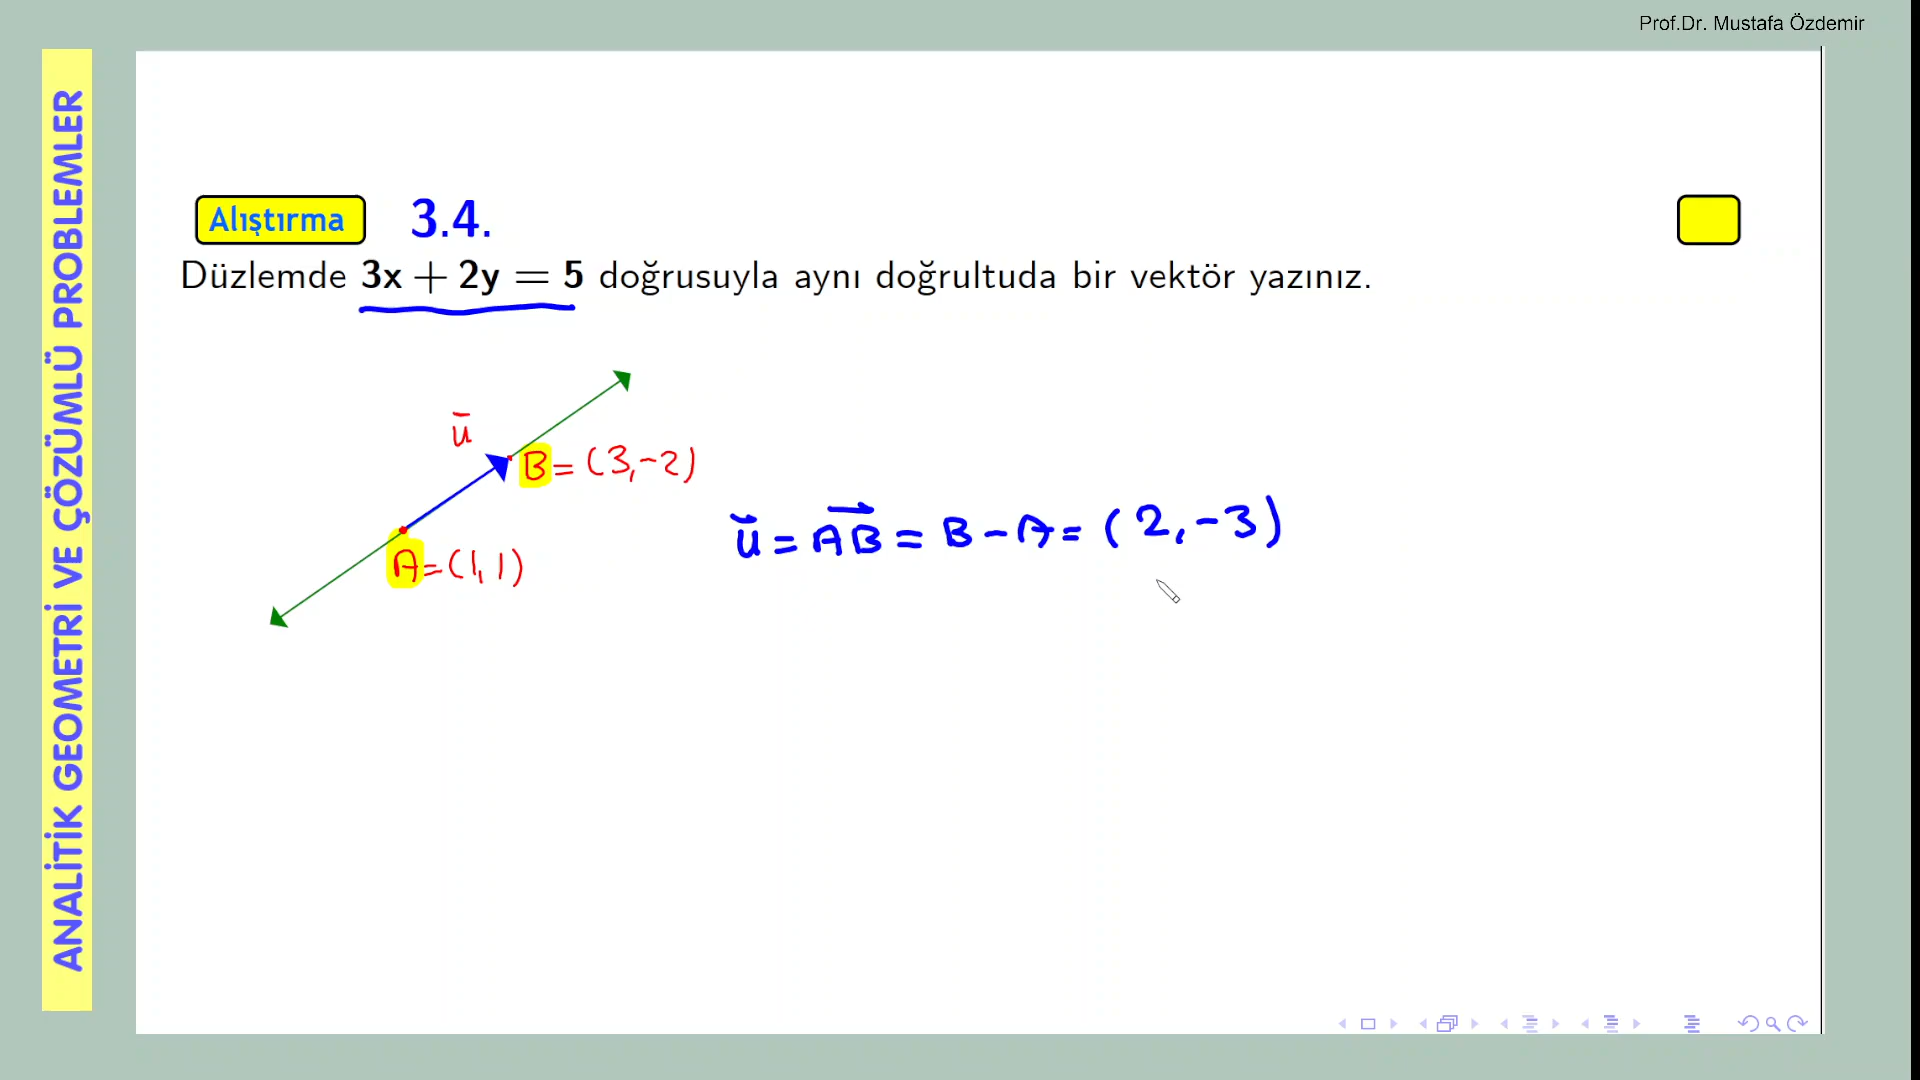 Prof.Dr. Mustafa Özdemir
ANALİTİK GEOMETRİ VE ÇÖZÜMLÜ PROBLEMLER
Alıştırma 3.4.
Düzlemde 3x + 2y = 5 doğrusuyla aynı doğrultuda bir vektör yazınız.
ū
B = (3,-2)
ū = AB = B - A = (2,-3)
A = (1,1)